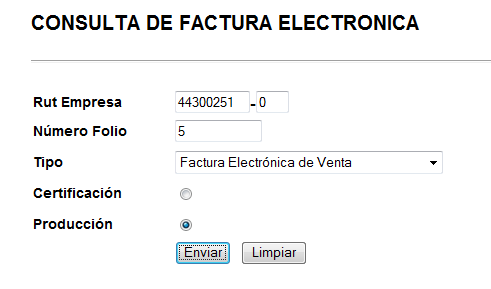 CONSULTA DE FACTURA ELECTRONICA
Rut Empresa 44300251 - 0
Número Folio 5
Tipo Factura Electrónica de Venta
Certificación
Producción
Enviar Limpiar